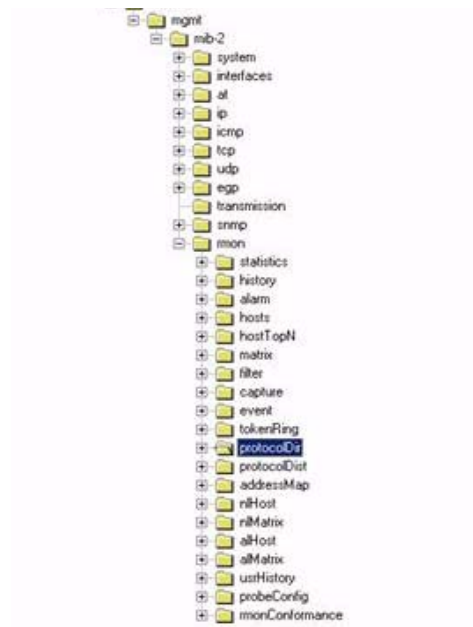 mgmt
mib-2
system
interfaces
at
ip
icmp
tcp
udp
egp
transmission
snmp
rmon
statistics
history
alarm
hosts
hostTopN
matrix
filter
capture
event
tokenRing
protocolDir
protocolDist
addressMap
nlHost
nlMatrix
alHost
alMatrix
usrHistory
probeConfig
rmonConformance